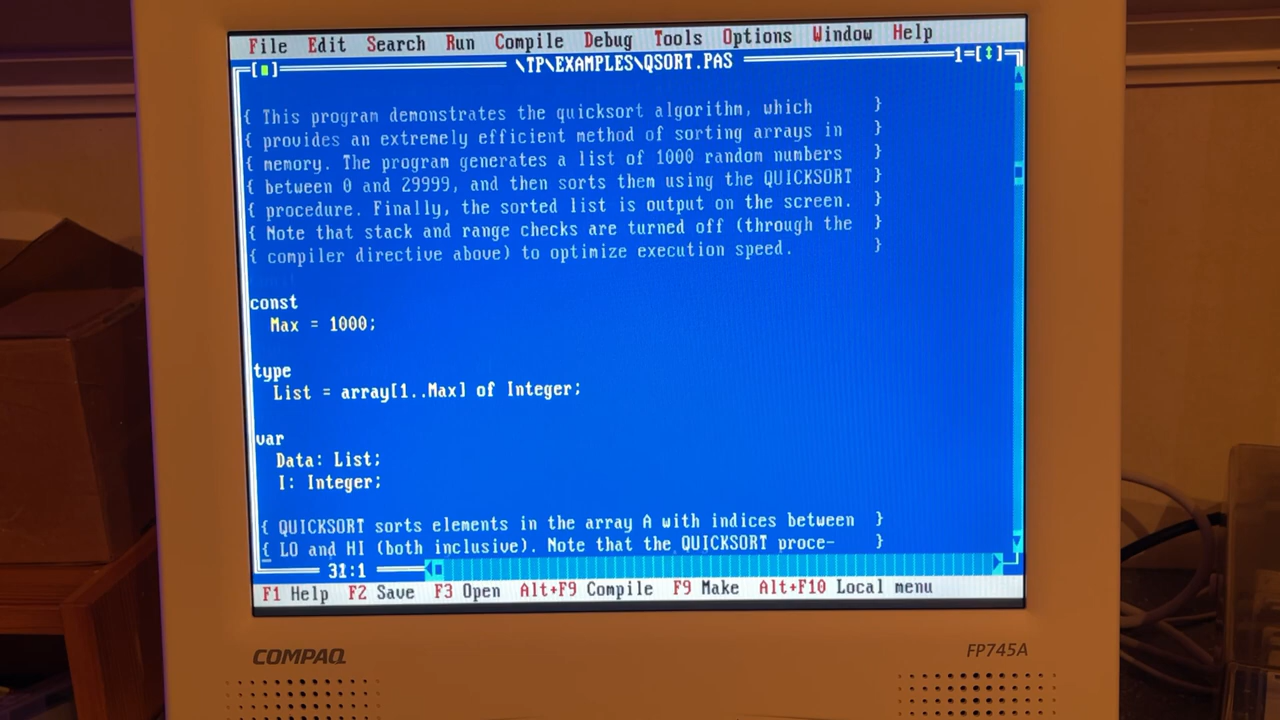 File Edit Search Run Compile Debug Tools Options Window Help
[■] \TP\EXAMPLES\QSORT.PAS 1=[↕]
{ This program demonstrates the quicksort algorithm, which }
{ provides an extremely efficient method of sorting arrays in }
{ memory. The program generates a list of 1000 random numbers }
{ between 0 and 29999, and then sorts them using the QUICKSORT }
{ procedure. Finally, the sorted list is output on the screen. }
{ Note that stack and range checks are turned off (through the }
{ compiler directive above) to optimize execution speed. }
const
Max = 1000;
type
List = array[1..Max] of Integer;
var
Data: List;
I: Integer;
{ QUICKSORT sorts elements in the array A with indices between }
{ LO and HI (both inclusive). Note that the QUICKSORT proce- }
31:1
F1 Help F2 Save F3 Open Alt+F9 Compile F9 Make Alt+F10 Local menu
COMPAQ FP745A